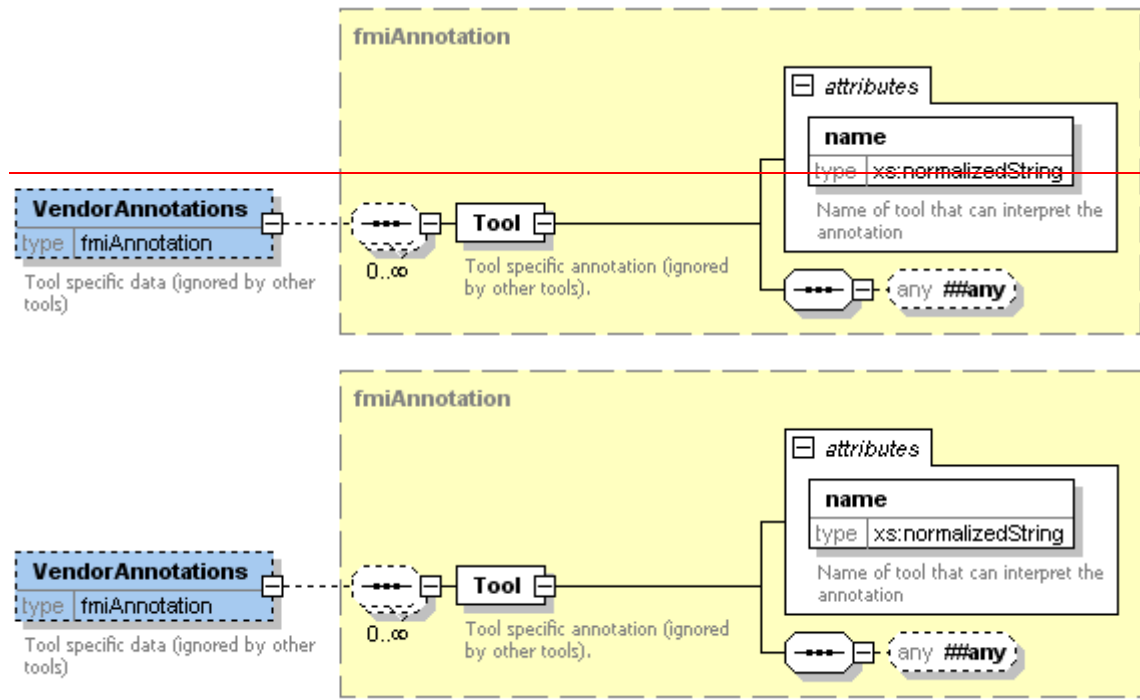 fmiAnnotation
attributes
name
type xs:normalizedString
Name of tool that can interpret the
annotation
VendorAnnotations
type fmiAnnotation
Tool specific data (ignored by other
tools)
0..∞
Tool
Tool specific annotation (ignored
by other tools).
any ##any
fmiAnnotation
attributes
name
type xs:normalizedString
Name of tool that can interpret the
annotation
VendorAnnotations
type fmiAnnotation
Tool specific data (ignored by other
tools)
0..∞
Tool
Tool specific annotation (ignored
by other tools).
any ##any